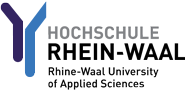 HOCHSCHULE
RHEIN-WAAL
Rhine-Waal University
of Applied Sciences